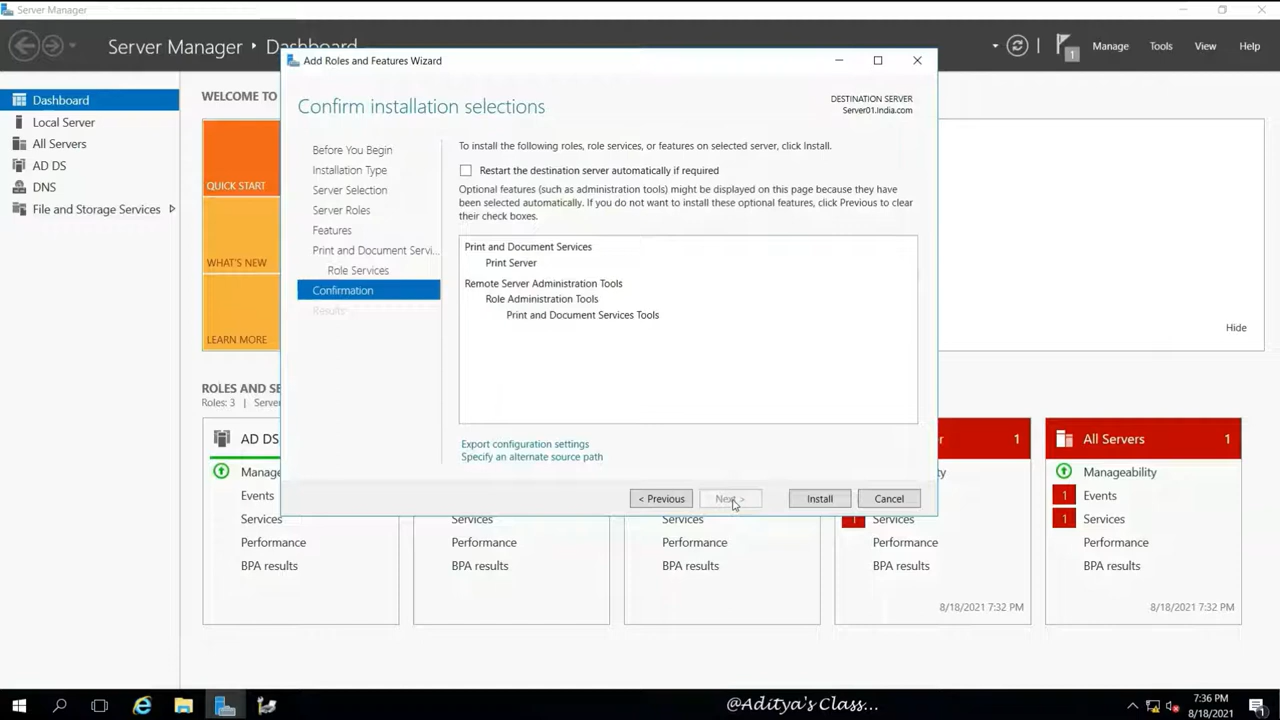 Server Manager
Server Manager ‣ Dashboard
1 Manage Tools View Help
Dashboard
Local Server
All Servers
AD DS
DNS
File and Storage Services
WELCOME TO
QUICK START
WHAT'S NEW
LEARN MORE
Hide
Add Roles and Features Wizard
Confirm installation selections
DESTINATION SERVER
Server01.india.com
Before You Begin
Installation Type
Server Selection
Server Roles
Features
Print and Document Servi...
Role Services
Confirmation
Results
To install the following roles, role services, or features on selected server, click Install.
Restart the destination server automatically if required
Optional features (such as administration tools) might be displayed on this page because they have
been selected automatically. If you do not want to install these optional features, click Previous to clear
their check boxes.
Print and Document Services
Print Server
Remote Server Administration Tools
Role Administration Tools
Print and Document Services Tools
Export configuration settings
Specify an alternate source path
< Previous Next > Install Cancel
ROLES AND SE
Roles: 3 | Server
AD DS
Manage
Events
Services
Performance
BPA results
Services
Performance
BPA results
Services
Performance
BPA results
r 1
ty
1 Services
Performance
BPA results
8/18/2021 7:32 PM
All Servers 1
Manageability
1 Events
1 Services
Performance
BPA results
8/18/2021 7:32 PM
@Aditya's Class...
7:36 PM
8/18/2021
1